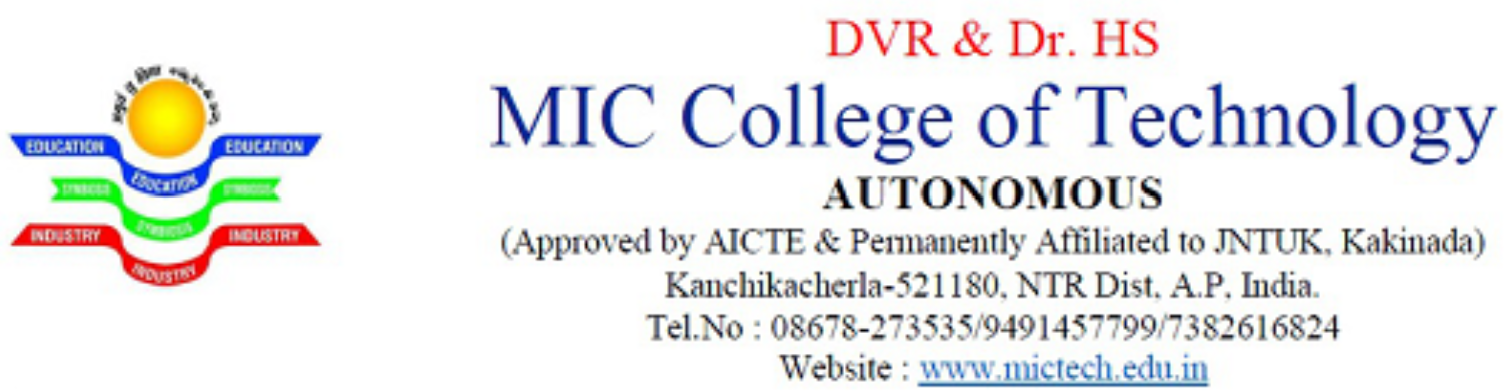 DVR & Dr. HS
MIC College of Technology
AUTONOMOUS
(Approved by AICTE & Permanently Affiliated to JNTUK, Kakinada)
Kanchikacherla-521180, NTR Dist, A.P, India.
Tel.No : 08678-273535/9491457799/7382616824
Website : www.mictech.edu.in
EDUCATION EDUCATION EDUCATION
SYMBIOSIS SYMBIOSIS SYMBIOSIS
INDUSTRY INDUSTRY INDUSTRY